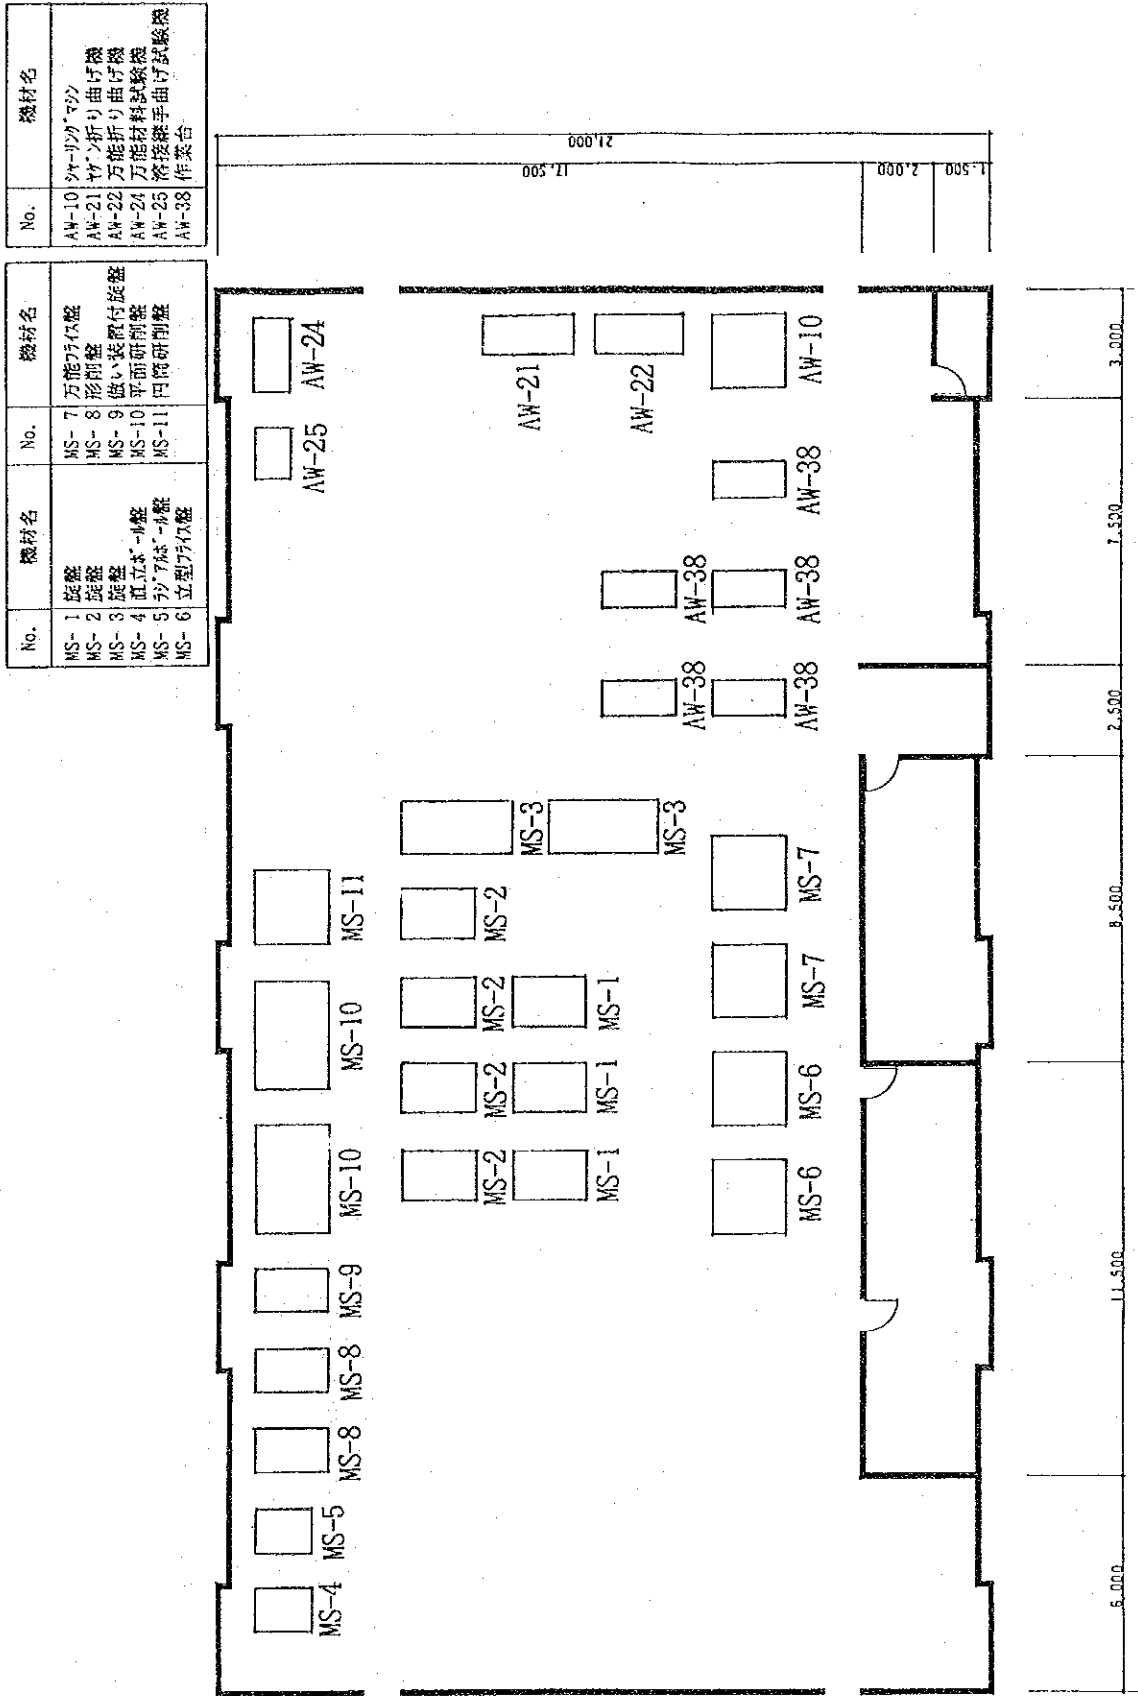 No. 機材名 No. 機材名 No. 機材名
MS- 1 旋盤 MS- 7 万能フライス盤 AW-10 シャーリングマシン
MS- 2 旋盤 MS- 8 形削盤 AW-21 ヤゲン折り曲げ機
MS- 3 旋盤 MS- 9 倣い装置付旋盤 AW-22 万能折り曲げ機
MS- 4 直立ボール盤 MS-10 平面研削盤 AW-24 万能材料試験機
MS- 5 ラジアルボール盤 MS-11 円筒研削盤 AW-25 溶接継手曲げ試験機
MS- 6 立型フライス盤 AW-38 作業台
MS-4 MS-5 MS-8 MS-8 MS-9 MS-10 MS-10 MS-11 AW-25 AW-24
MS-2 MS-2 MS-2 MS-2 MS-3 AW-21
MS-1 MS-1 MS-1 MS-3 AW-22
AW-38 AW-38
MS-6 MS-6 MS-7 MS-7 AW-38 AW-38 AW-38 AW-10
21,000
17,500
2,000
1,500
6,000 11,500 8,500 2,500 7,500 3,000